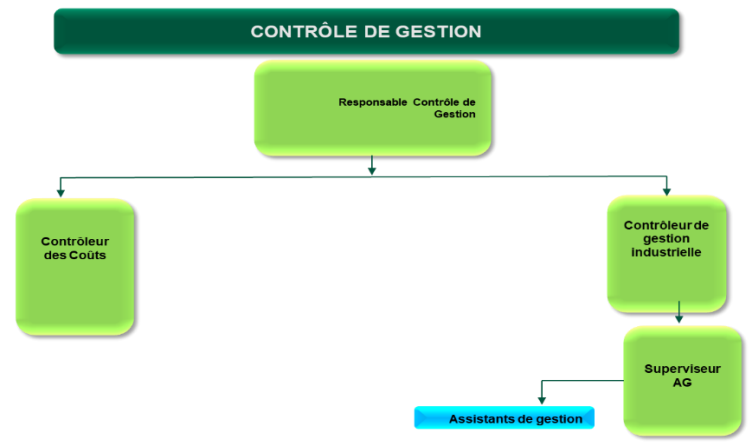 CONTRÔLE DE GESTION
Responsable Contrôle de
Gestion
Contrôleur
des Coûts
Contrôleur de
gestion
industrielle
Superviseur
AG
Assistants de gestion